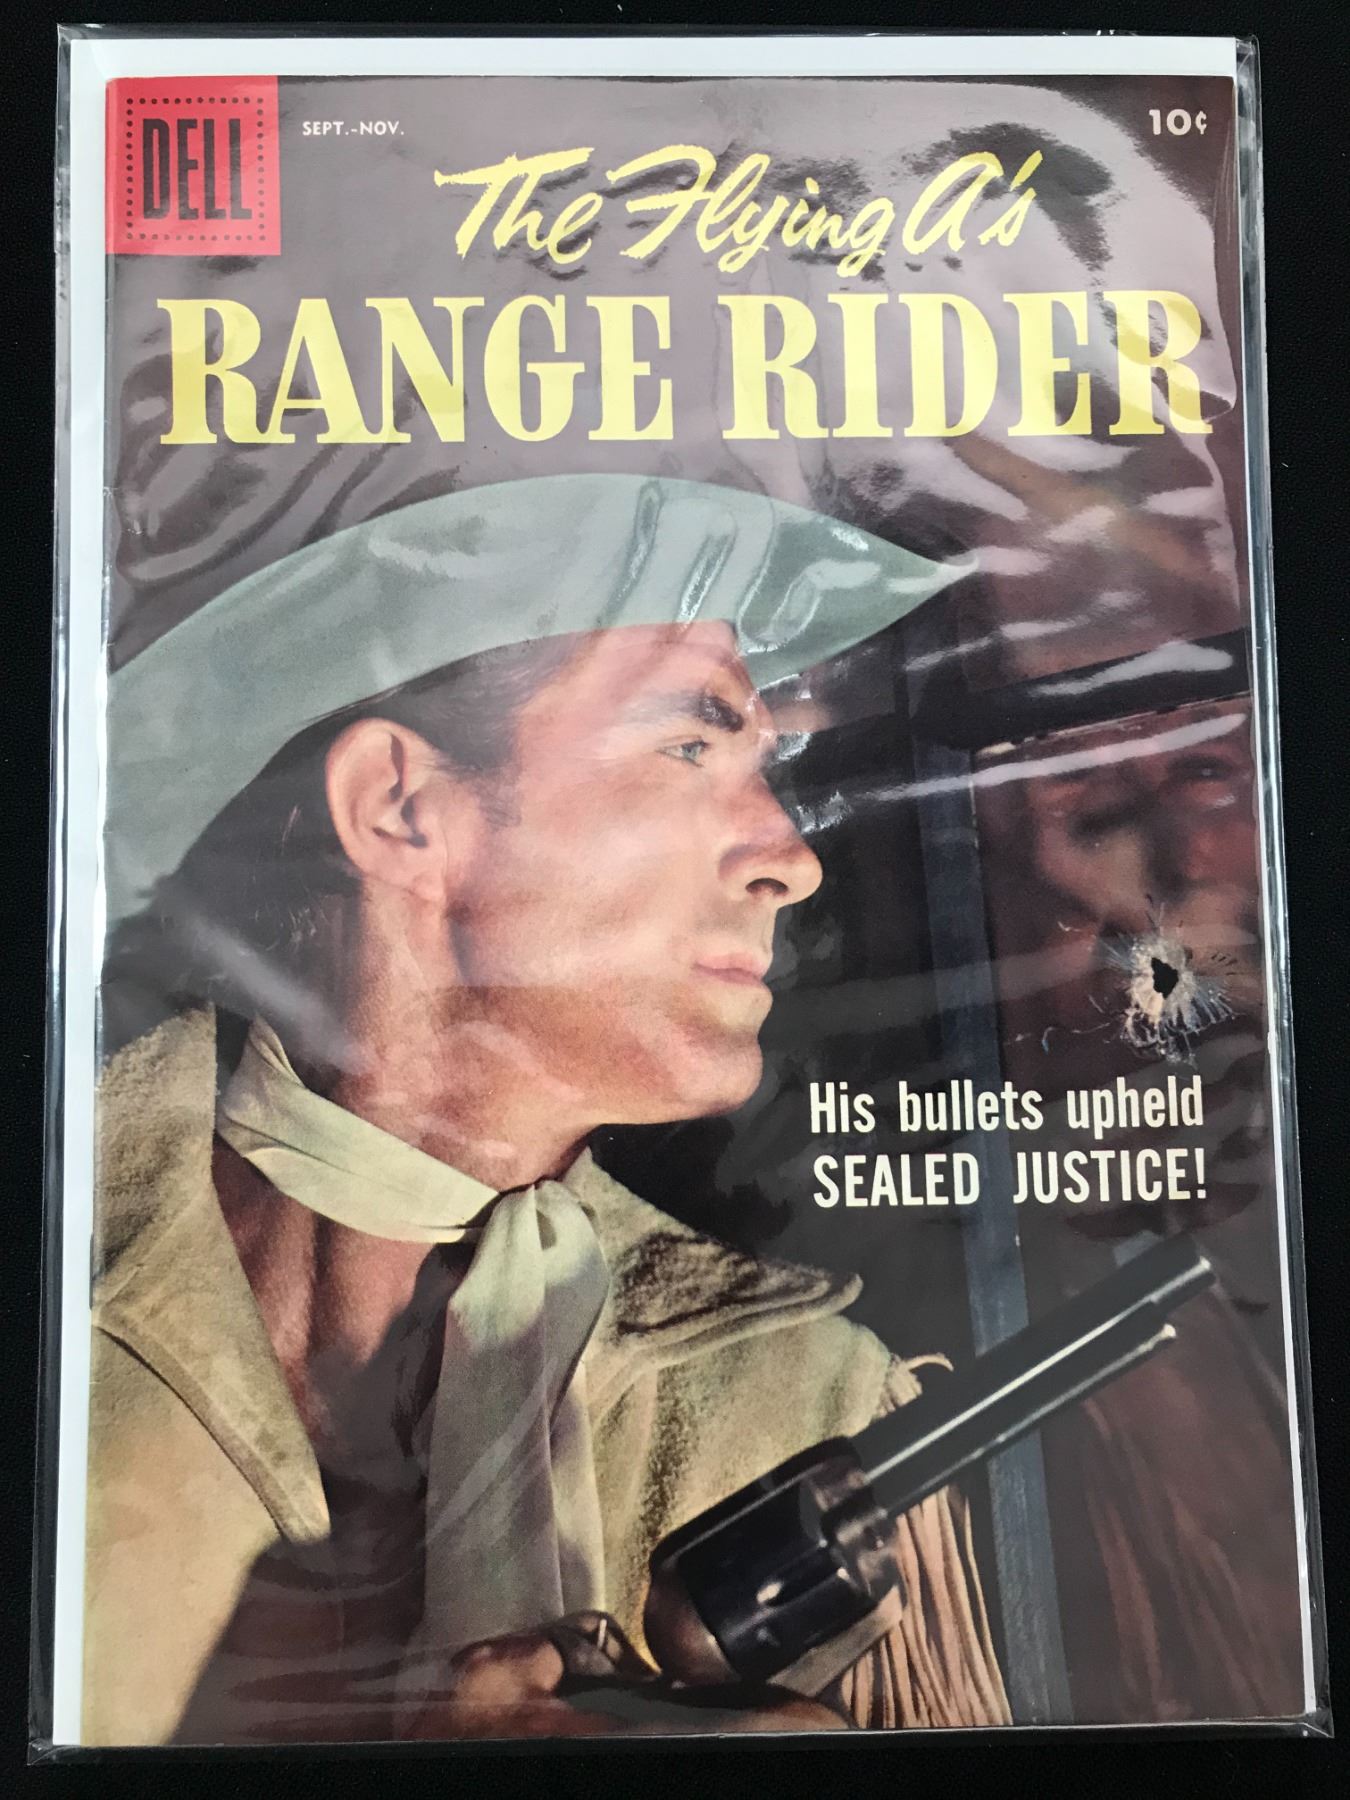 DELL
SEPT.-NOV.
10¢
The Flying A's
RANGE RIDER
His bullets upheld
SEALED JUSTICE!